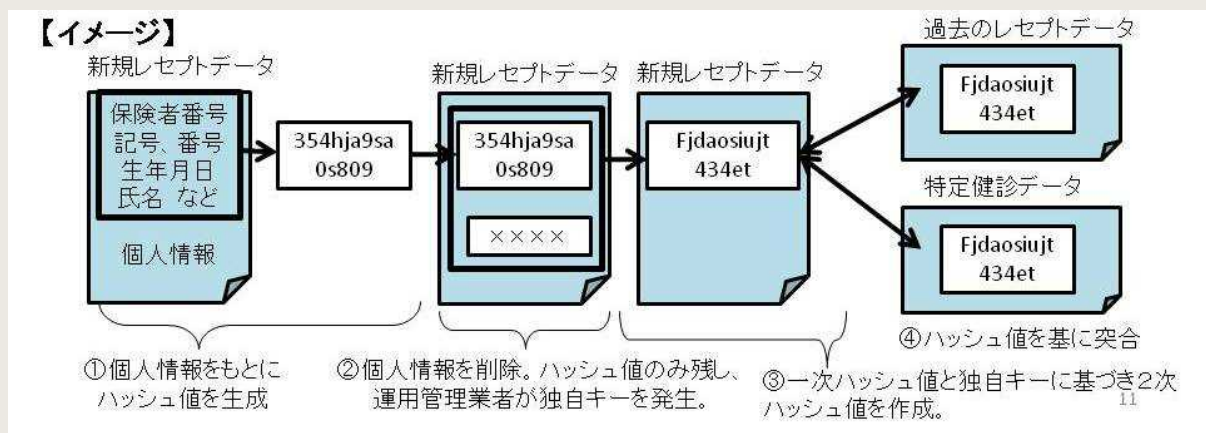 【イメージ】
新規レセプトデータ
保険者番号
記号、番号
生年月日
氏名 など
個人情報
354hja9sa
0s809
新規レセプトデータ
354hja9sa
0s809
××××
新規レセプトデータ
Fjdaosiujt
434et
過去のレセプトデータ
Fjdaosiujt
434et
特定健診データ
Fjdaosiujt
434et
①個人情報をもとに
ハッシュ値を生成
②個人情報を削除。ハッシュ値のみ残し、
運用管理業者が独自キーを発生。
③一次ハッシュ値と独自キーに基づき2次
ハッシュ値を作成。
④ハッシュ値を基に突合
11